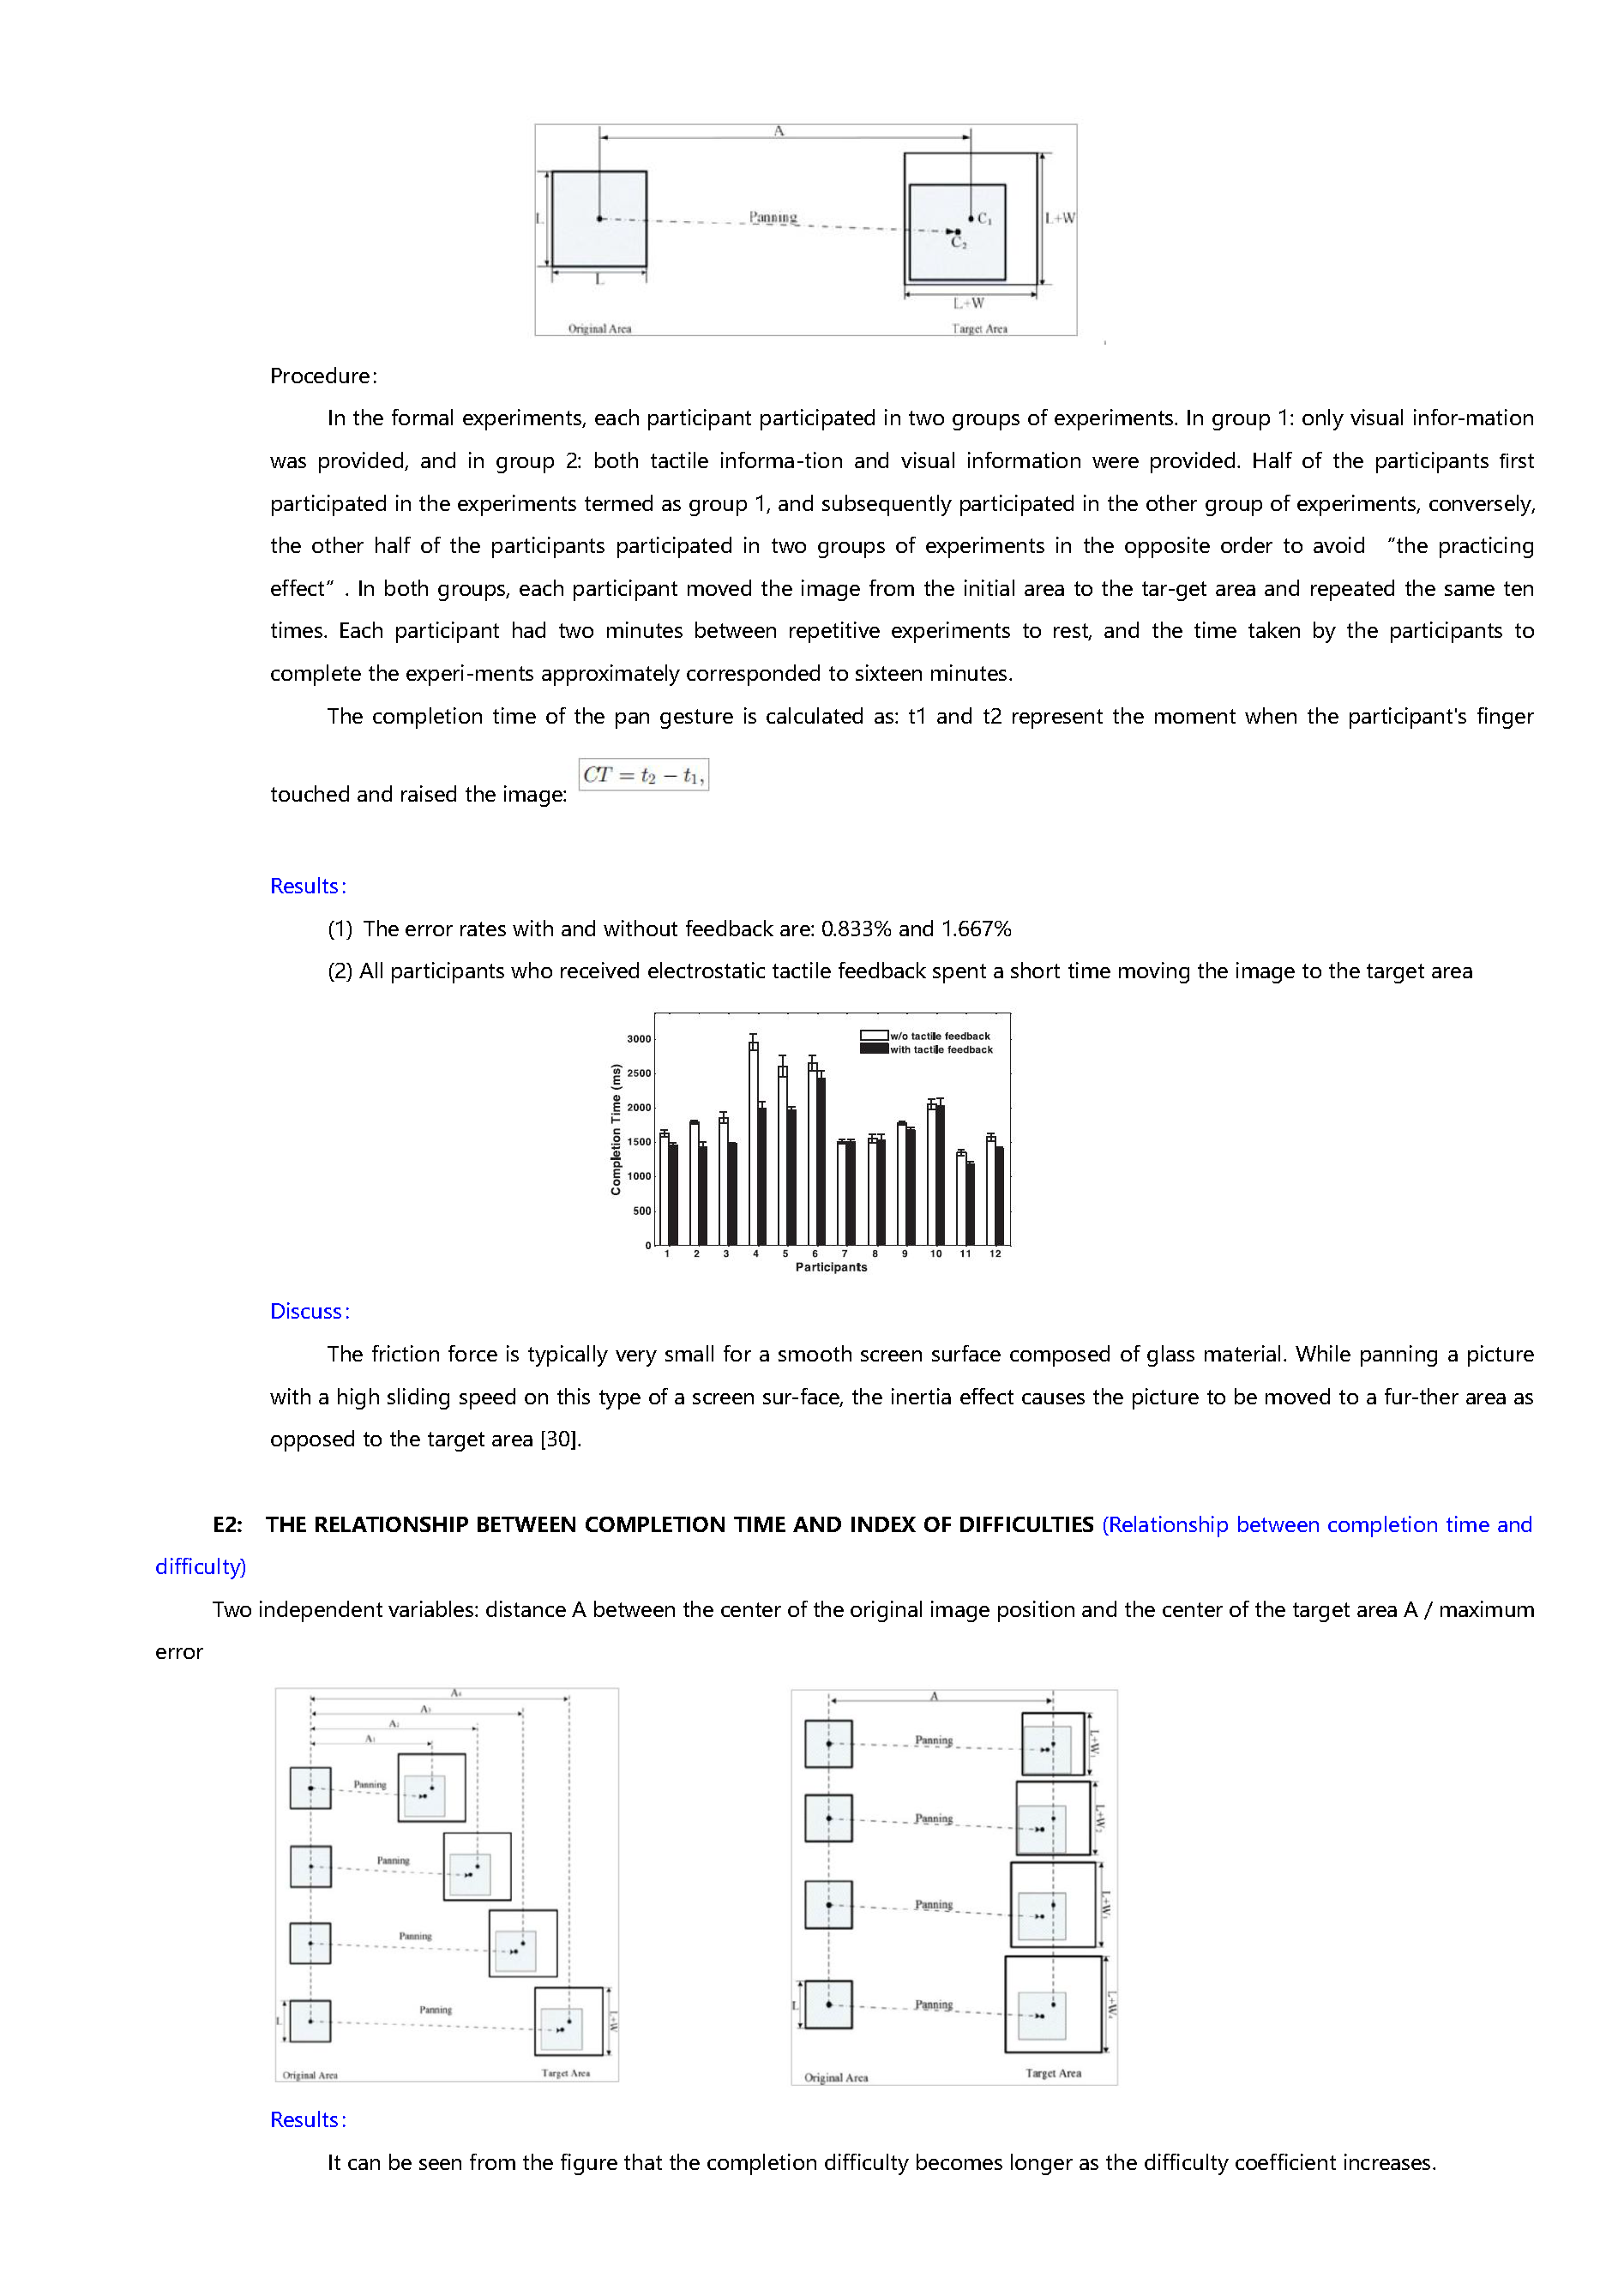 A
L
Panning
C₁
C₂
L+W
L
L+W
Original Area
Target Area
Procedure:
In the formal experiments, each participant participated in two groups of experiments. In group 1: only visual infor-mation
was provided, and in group 2: both tactile informa-tion and visual information were provided. Half of the participants first
participated in the experiments termed as group 1, and subsequently participated in the other group of experiments, conversely,
the other half of the participants participated in two groups of experiments in the opposite order to avoid “the practicing
effect”. In both groups, each participant moved the image from the initial area to the tar-get area and repeated the same ten
times. Each participant had two minutes between repetitive experiments to rest, and the time taken by the participants to
complete the experi-ments approximately corresponded to sixteen minutes.
The completion time of the pan gesture is calculated as: t1 and t2 represent the moment when the participant's finger
touched and raised the image: CT = t₂ − t₁,
Results:
(1) The error rates with and without feedback are: 0.833% and 1.667%
(2) All participants who received electrostatic tactile feedback spent a short time moving the image to the target area
w/o tactile feedback
with tactile feedback
Completion Time (ms)
3000
2500
2000
1500
1000
500
0
1 2 3 4 5 6 7 8 9 10 11 12
Participants
Discuss:
The friction force is typically very small for a smooth screen surface composed of glass material. While panning a picture
with a high sliding speed on this type of a screen sur-face, the inertia effect causes the picture to be moved to a fur-ther area as
opposed to the target area [30].
E2: THE RELATIONSHIP BETWEEN COMPLETION TIME AND INDEX OF DIFFICULTIES (Relationship between completion time and
difficulty)
Two independent variables: distance A between the center of the original image position and the center of the target area A / maximum
error
A₄
A₃
A₂
A₁
Panning
Panning
Panning
Panning
L
L+W
Original Area
Target Area
A
Panning
L+W₁
Panning
L+W₂
Panning
L+W₃
Panning
L
L+W₄
Original Area
Target Area
Results:
It can be seen from the figure that the completion difficulty becomes longer as the difficulty coefficient increases.